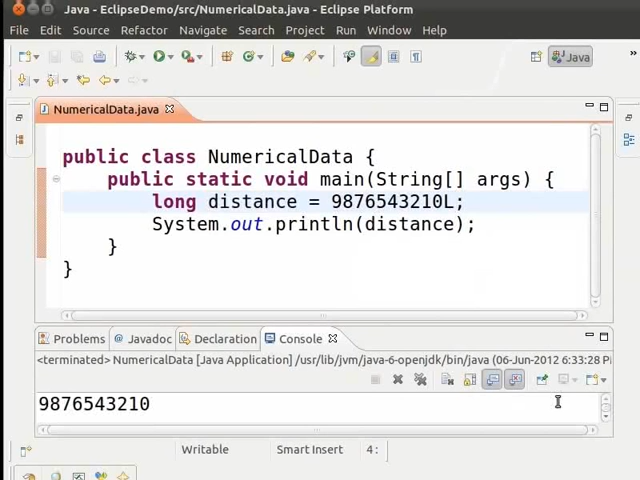 Java - EclipseDemo/src/NumericalData.java - Eclipse Platform
File Edit Source Refactor Navigate Search Project Run Window Help
Java
NumericalData.java
public class NumericalData {
public static void main(String[] args) {
long distance = 9876543210L;
System.out.println(distance);
}
}
Problems Javadoc Declaration Console
<terminated> NumericalData [Java Application] /usr/lib/jvm/java-6-openjdk/bin/java (06-Jun-2012 6:33:28 P
9876543210
Writable Smart Insert 4 :